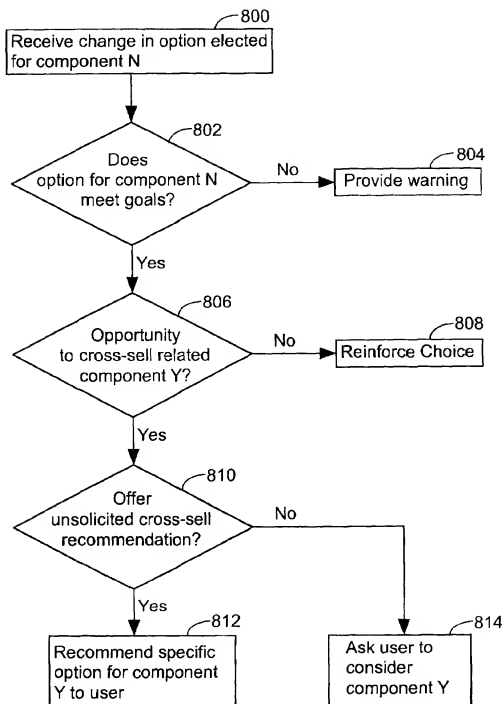 800
Receive change in option elected
for component N
802
Does
option for component N
meet goals?
No
804
Provide warning
Yes
806
Opportunity
to cross-sell related
component Y?
No
808
Reinforce Choice
Yes
810
Offer
unsolicited cross-sell
recommendation?
No
Yes
812
Recommend specific
option for component
Y to user
814
Ask user to
consider
component Y